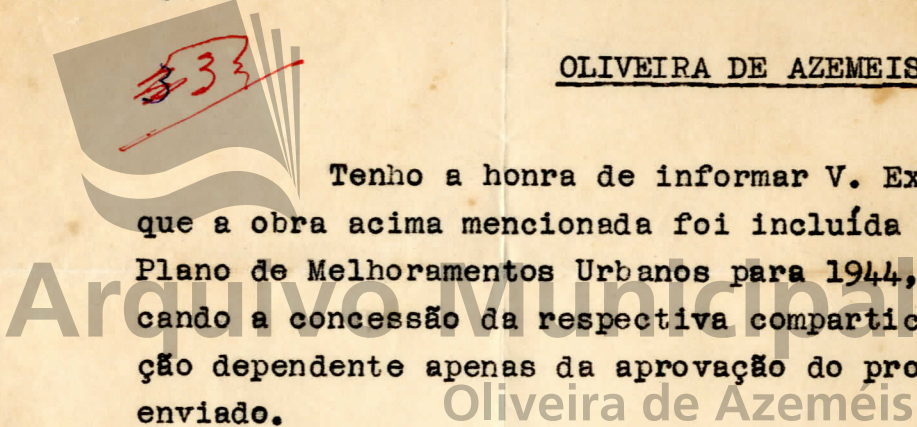 33
OLIVEIRA DE AZEMEIS
Tenho a honra de informar V. Ex
que a obra acima mencionada foi incluída
Plano de Melhoramentos Urbanos para 1944,
cando a concessão da respectiva compartic
ção dependente apenas da aprovação do pro
enviado.
Arquivo Municipal
Oliveira de Azeméis